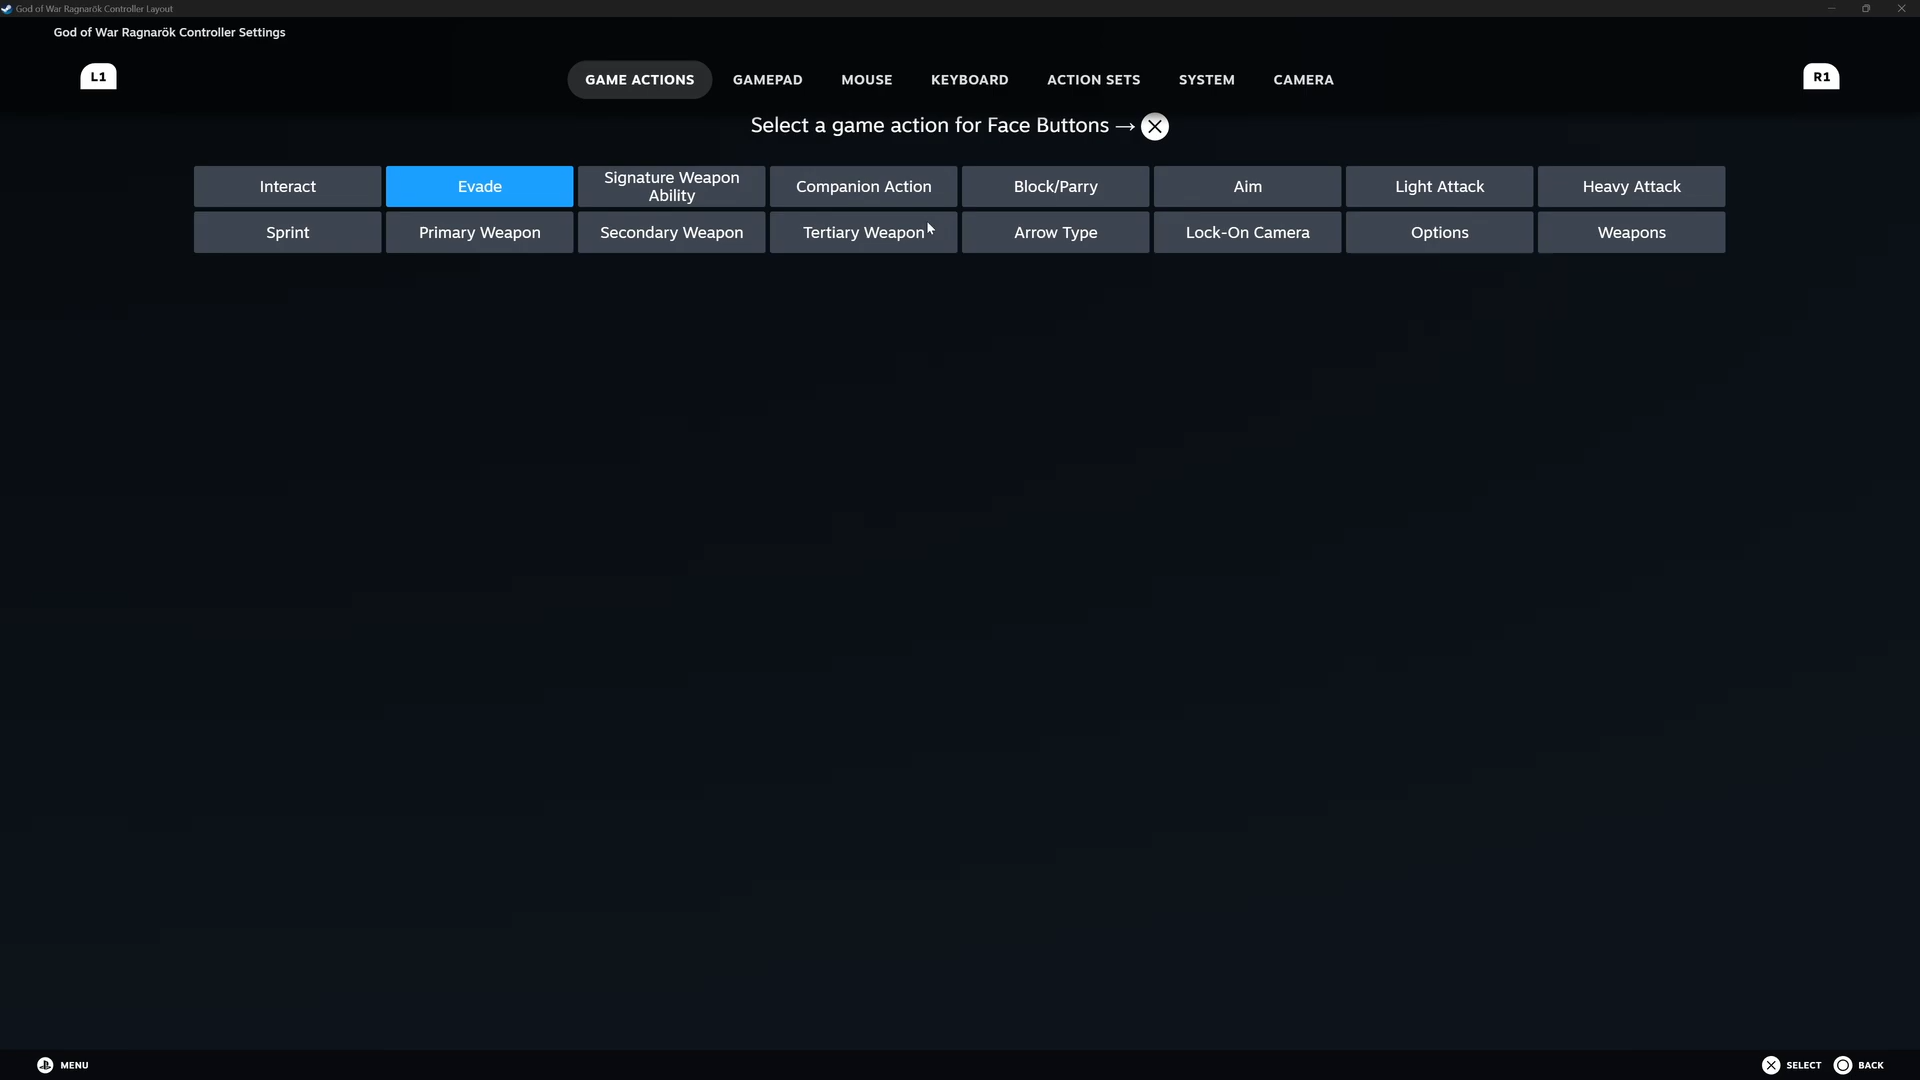 God of War Ragnarök Controller Layout
God of War Ragnarök Controller Settings
L1
GAME ACTIONS
GAMEPAD
MOUSE
KEYBOARD
ACTION SETS
SYSTEM
CAMERA
R1
Select a game action for Face Buttons →
Interact
Evade
Signature Weapon
Ability
Companion Action
Block/Parry
Aim
Light Attack
Heavy Attack
Sprint
Primary Weapon
Secondary Weapon
Tertiary Weapon
Arrow Type
Lock-On Camera
Options
Weapons
MENU
SELECT
BACK